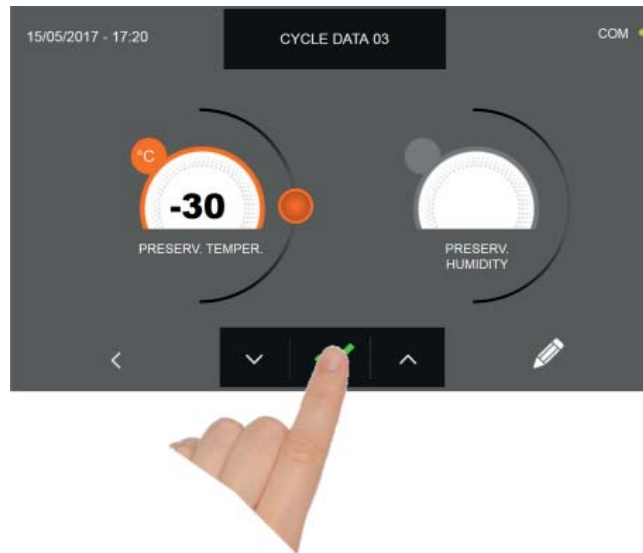 15/05/2017 - 17:20
CYCLE DATA 03
COM
°C
-30
PRESERV. TEMPER.
PRESERV.
HUMIDITY